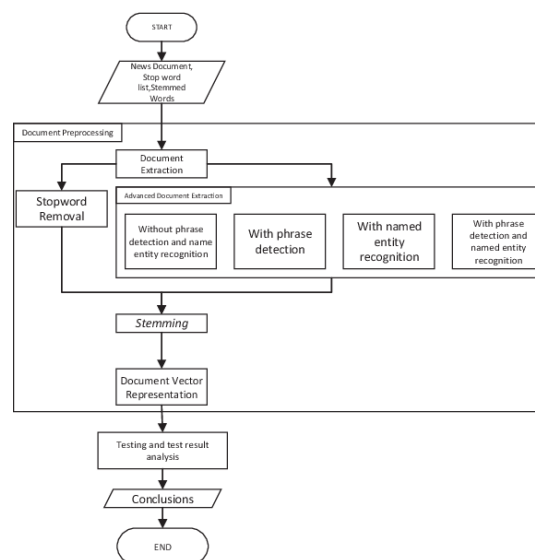 START
News Document,
Stop word
list,Stemmed
Words
Document Preprocessing
Document
Extraction
Stopword
Removal
Advanced Document Extraction
Without phrase
detection and name
entity recognition
With phrase
detection
With named
entity
recognition
With phrase
detection and
named entity
recognition
Stemming
Document Vector
Representation
Testing and test result
analysis
Conclusions
END